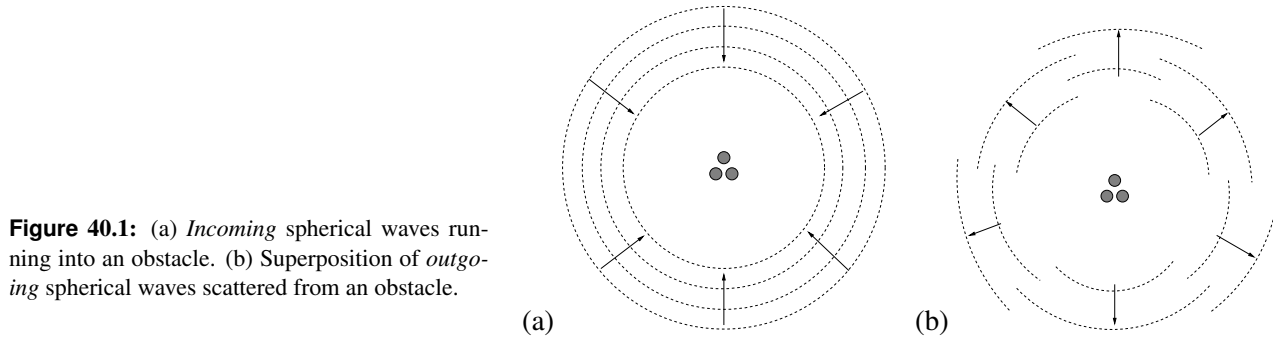 Figure 40.1: (a) Incoming spherical waves run-
ning into an obstacle. (b) Superposition of outgo-
ing spherical waves scattered from an obstacle.
(a)
(b)